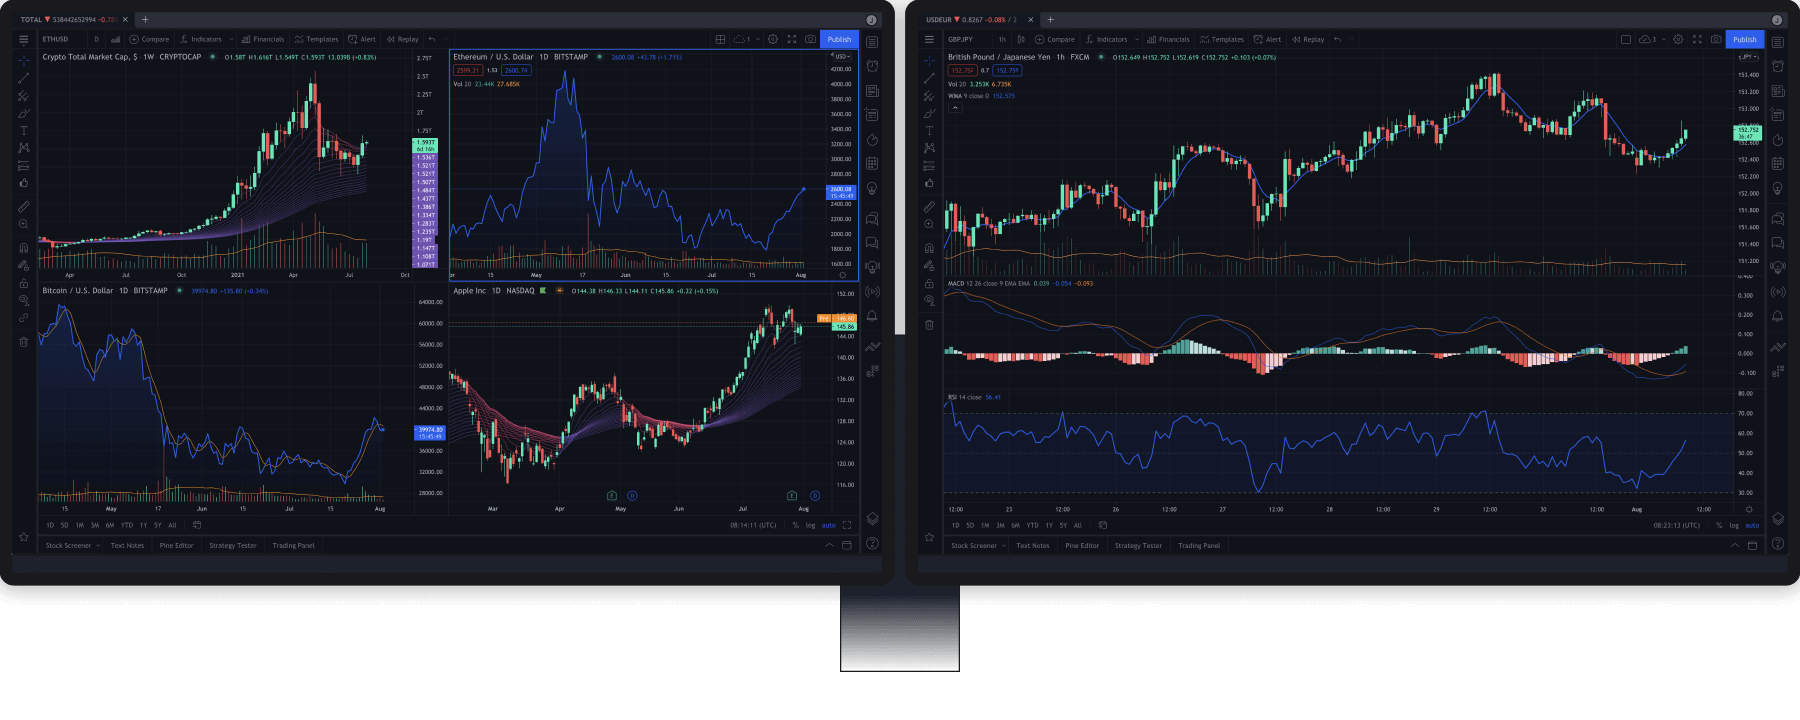 TOTAL ▼ 538442652994 -0.78 × +
J
ETHUSD D Compare Indicators Financials Templates Alert Replay 1 Publish
Crypto Total Market Cap, $ · 1W CRYPTOCAP O1.58T H1.616T L1.549T C1.593T 13.039B (+0.83%)
2.75T
2.5T
2.25T
2T
1.75T
1.593T
6d 16h
1.536T
1.521T
1.507T
1.484T
1.437T
1.386T
1.334T
1.283T
1.235T
1.19T
1.147T
1.108T
1.071T
Apr Jul Oct 2021 Apr Jul Oct
Ethereum / U.S. Dollar · 1D BITSTAMP 2600.08 +43.78 (+1.71%)
2599.21 1.53 2600.74
Vol 20 23.44K 27.685K
USD
4200.00
4000.00
3800.00
3600.00
3400.00
3200.00
3000.00
2800.00
2600.08
15:45:49
2400.00
2200.00
2000.00
1800.00
1600.00
15 May 17 Jun 15 Jul 15 Aug
Bitcoin / U.S. Dollar 1D BITSTAMP 39974.80 +135.80 (+0.34%)
64000.00
60000.00
56000.00
52000.00
48000.00
44000.00
39974.80
15:45:49
36000.00
32000.00
28000.00
15 May 17 Jun 15 Jul 15 Aug
Apple Inc 1D NASDAQ O144.38 H146.33 L144.11 C145.86 +0.22 (+0.15%)
152.00
Pre 146.60
145.86
144.00
140.00
136.00
132.00
128.00
124.00
120.00
116.00
E D E D
Mar Apr May Jun Jul Aug
1D 5D 1M 3M 6M YTD 1Y 5Y All
08:14:11 (UTC) % log auto
Stock Screener Text Notes Pine Editor Strategy Tester Trading Panel
USDEUR ▼ 0.8267 -0.08% / 2 × +
J
GBPJPY 1h Compare Indicators Financials Templates Alert Replay 3 Publish
British Pound / Japanese Yen · 1h · FXCM O152.649 H152.752 L152.619 C152.752 +0.103 (+0.07%)
0.7
Vol 20 3.253K 6.735K
WMA 9 close 0 152.575
JPY
153.400
153.200
153.000
152.752
36:47
152.600
152.400
152.200
152.000
151.800
151.600
151.400
151.200
MACD 12 26 close 9 EMA EMA 0.039 -0.054 -0.093
0.300
0.200
0.100
0.000
-0.100
RSI 14 close 56.41
80.00
70.00
60.00
50.00
40.00
30.00
12:00 23 12:00 26 12:00 27 12:00 28 12:00 29 12:00 30 12:00 Aug 12:00
1D 5D 1M 3M 6M YTD 1Y 5Y All
08:23:13 (UTC) % log auto
Stock Screener Text Notes Pine Editor Strategy Tester Trading Panel